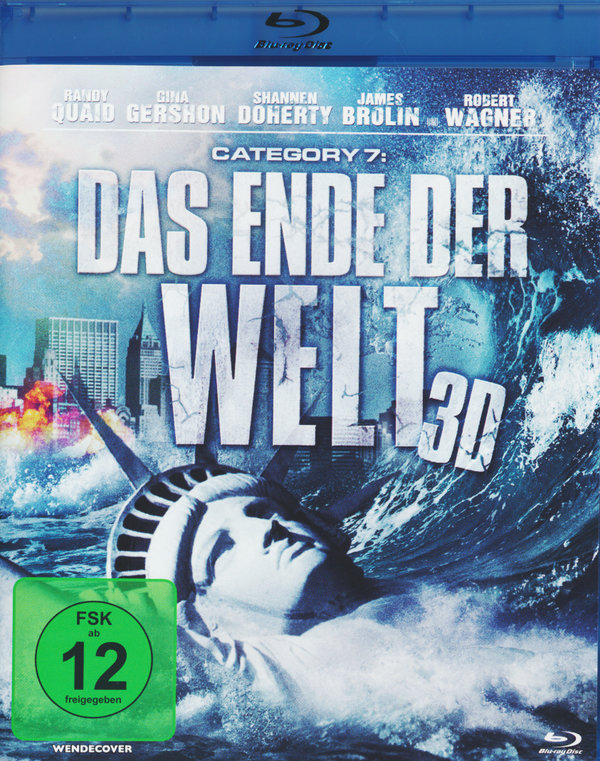 Blu-ray Disc
RANDY GINA SHANNEN JAMES ROBERT
QUAID GERSHON DOHERTY BROLIN UND WAGNER
CATEGORY 7:
DAS ENDE DER
WELT
3D
FSK
ab
12
freigegeben
WENDECOVER
Blu-ray Disc